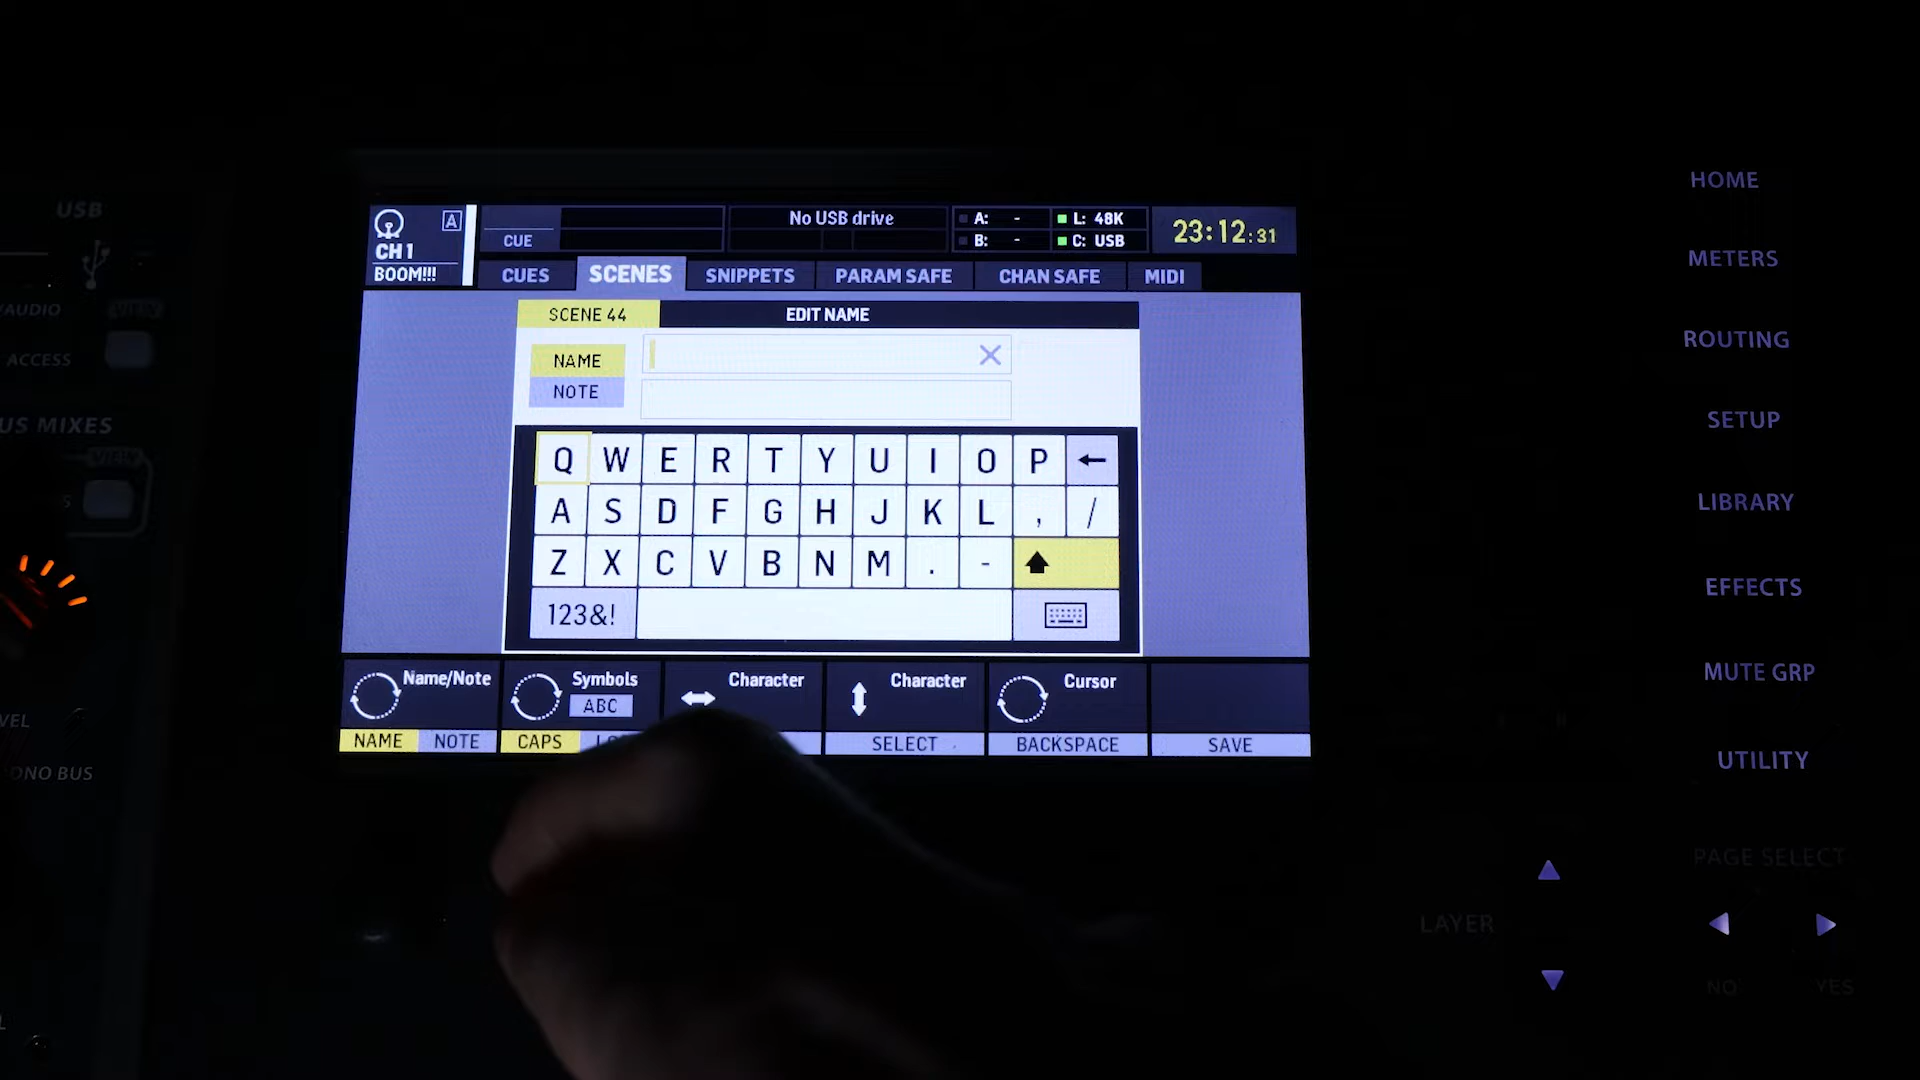 USB
AUDIO
VIEW
ACCESS
US MIXES
VIEW
S
VEL
ONO BUS
CH 1
A
BOOM!!!
CUE
No USB drive
A: -
B: -
L: 48K
C: USB
23:12:31
CUES
SCENES
SNIPPETS
PARAM SAFE
CHAN SAFE
MIDI
SCENE 44
EDIT NAME
NAME
NOTE
Q W E R T Y U I O P
A S D F G H J K L , /
Z X C V B N M . -
123&!
Name/Note
Symbols
ABC
Character
Character
Cursor
NAME
NOTE
CAPS
SELECT
BACKSPACE
SAVE
HOME
METERS
ROUTING
SETUP
LIBRARY
EFFECTS
MUTE GRP
UTILITY
PAGE SELECT
LAYER
NO
YES